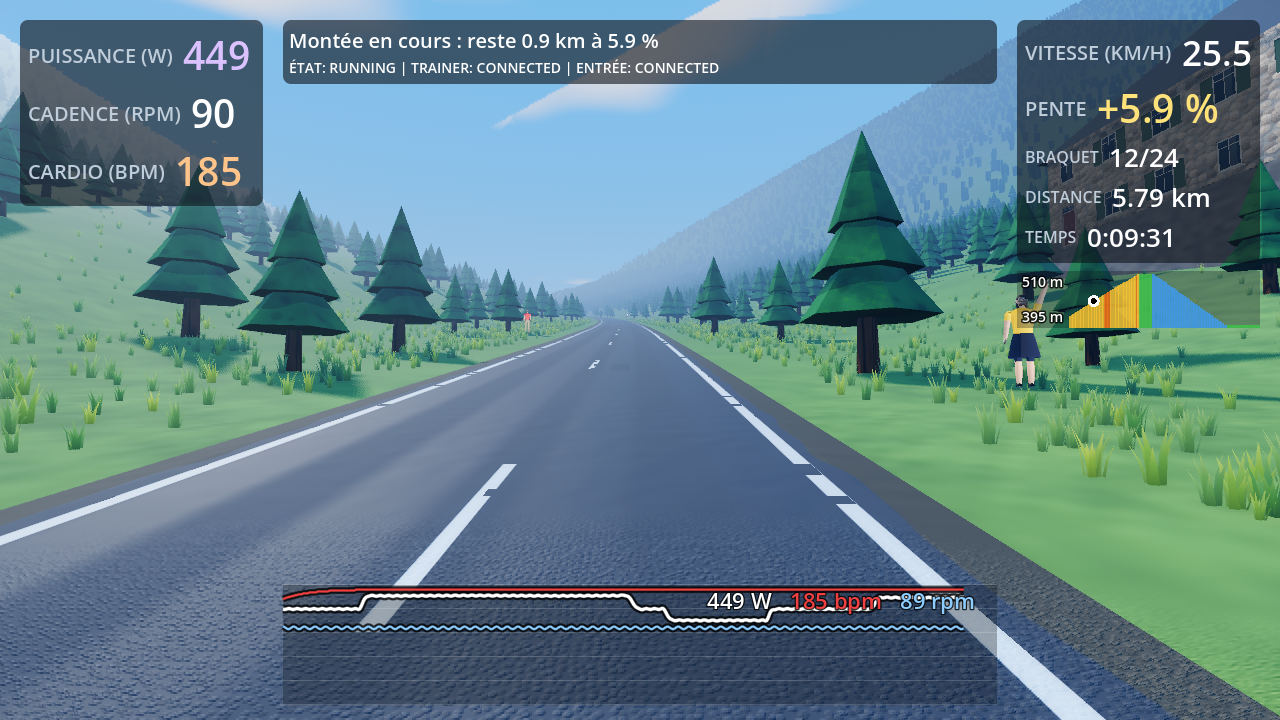 PUISSANCE (W) 449
CADENCE (RPM) 90
CARDIO (BPM) 185
Montée en cours : reste 0.9 km à 5.9 %
ÉTAT: RUNNING | TRAINER: CONNECTED | ENTRÉE: CONNECTED
VITESSE (KM/H) 25.5
PENTE +5.9 %
BRAQUET 12/24
DISTANCE 5.79 km
TEMPS 0:09:31
510 m
395 m
449 W 185 bpm 89 rpm